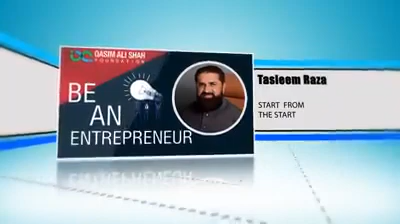 QASIM ALI SHAH
FOUNDATION
BE
AN
ENTREPRENEUR
Tasleem Raza
START FROM
THE START